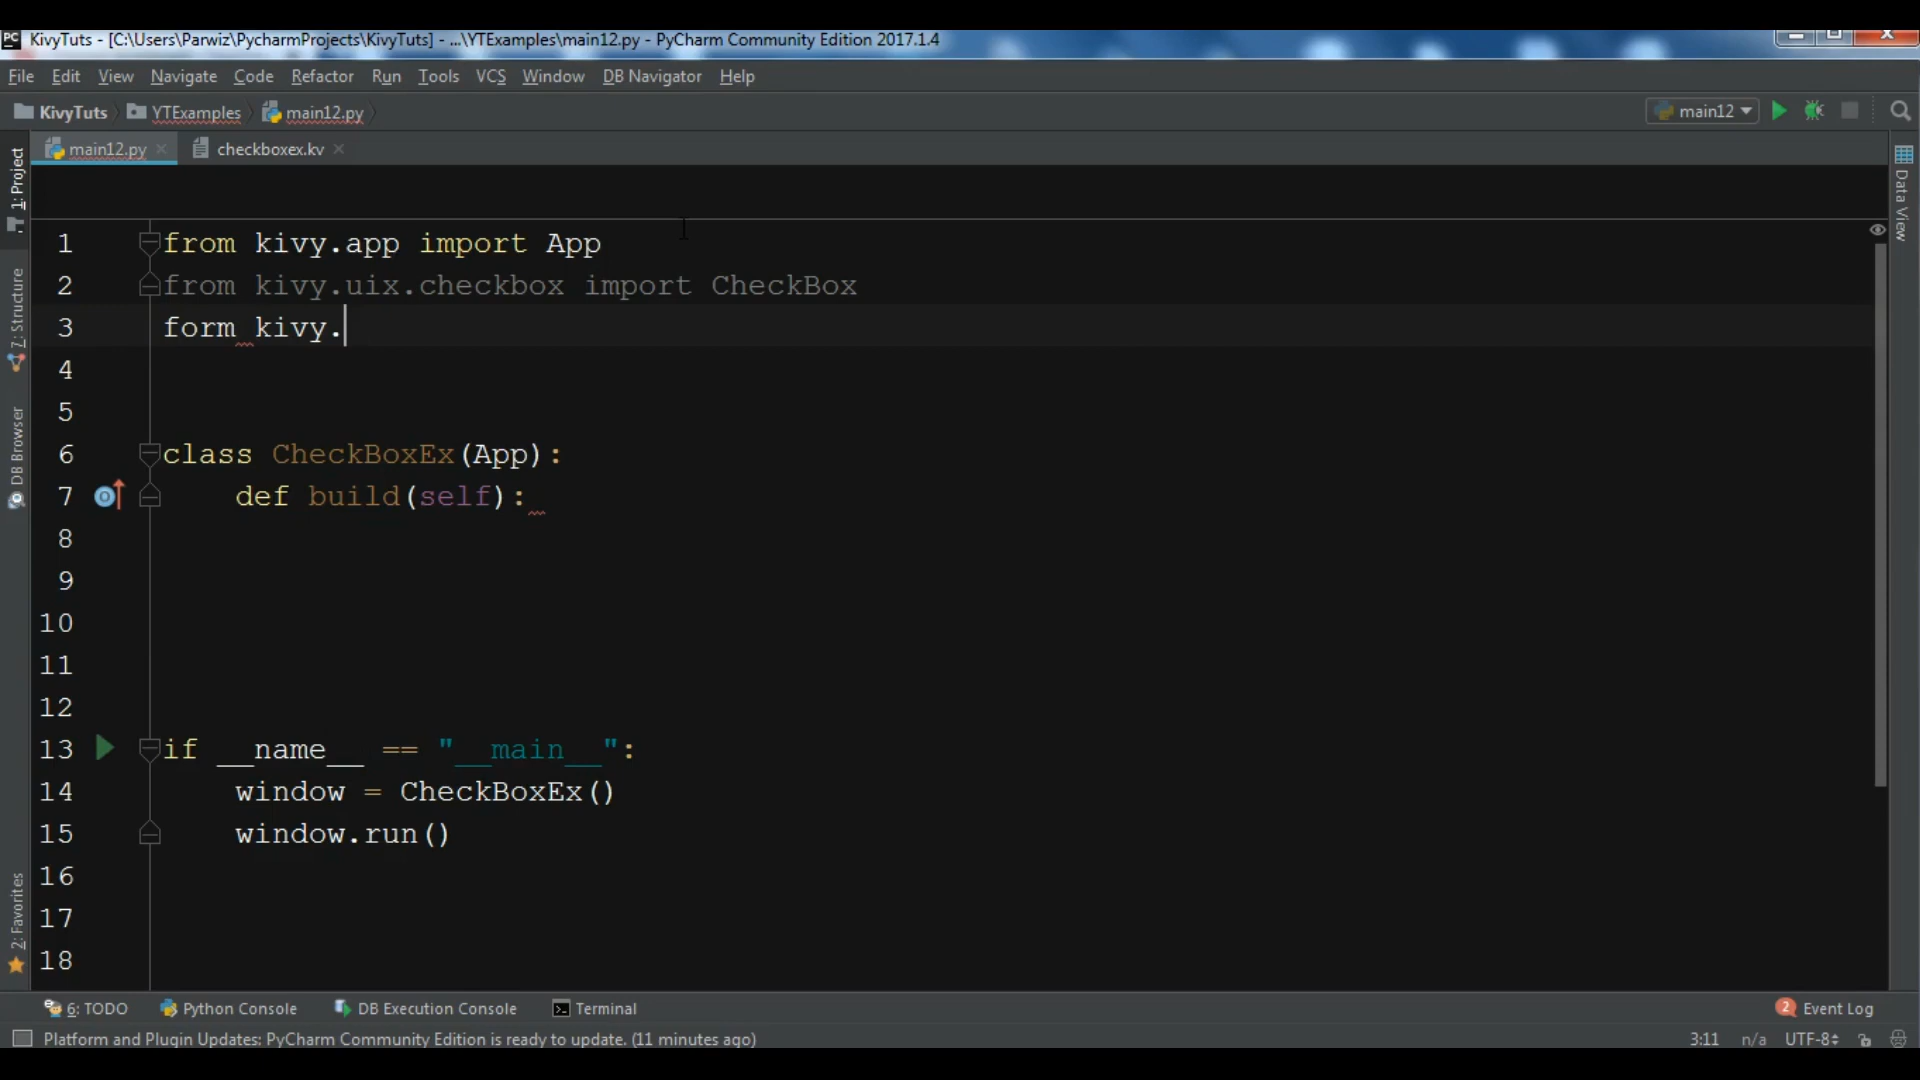 PC KivyTuts - [C:\Users\Parwiz\PycharmProjects\KivyTuts] - ...\YTExamples\main12.py - PyCharm Community Edition 2017.1.4
File Edit View Navigate Code Refactor Run Tools VCS Window DB Navigator Help
KivyTuts YTExamples main12.py main12
main12.py checkboxex.kv
1: Project
7: Structure
DB Browser
2: Favorites
Data View
1 from kivy.app import App
2 from kivy.uix.checkbox import CheckBox
3 form kivy.
4
5
6 class CheckBoxEx(App):
7 def build(self):
8
9
10
11
12
13 if __name__ == "__main__":
14 window = CheckBoxEx()
15 window.run()
16
17
18
6: TODO Python Console DB Execution Console Terminal 2 Event Log
Platform and Plugin Updates: PyCharm Community Edition is ready to update. (11 minutes ago) 3:11 n/a UTF-8